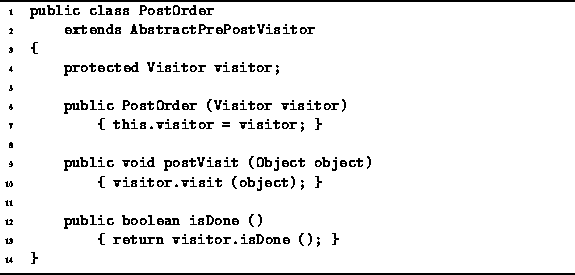 1 public class PostOrder
2 extends AbstractPrePostVisitor
3 {
4 protected Visitor visitor;
5
6 public PostOrder (Visitor visitor)
7 { this.visitor = visitor; }
8
9 public void postVisit (Object object)
10 { visitor.visit (object); }
11
12 public boolean isDone ()
13 { return visitor.isDone (); }
14 }